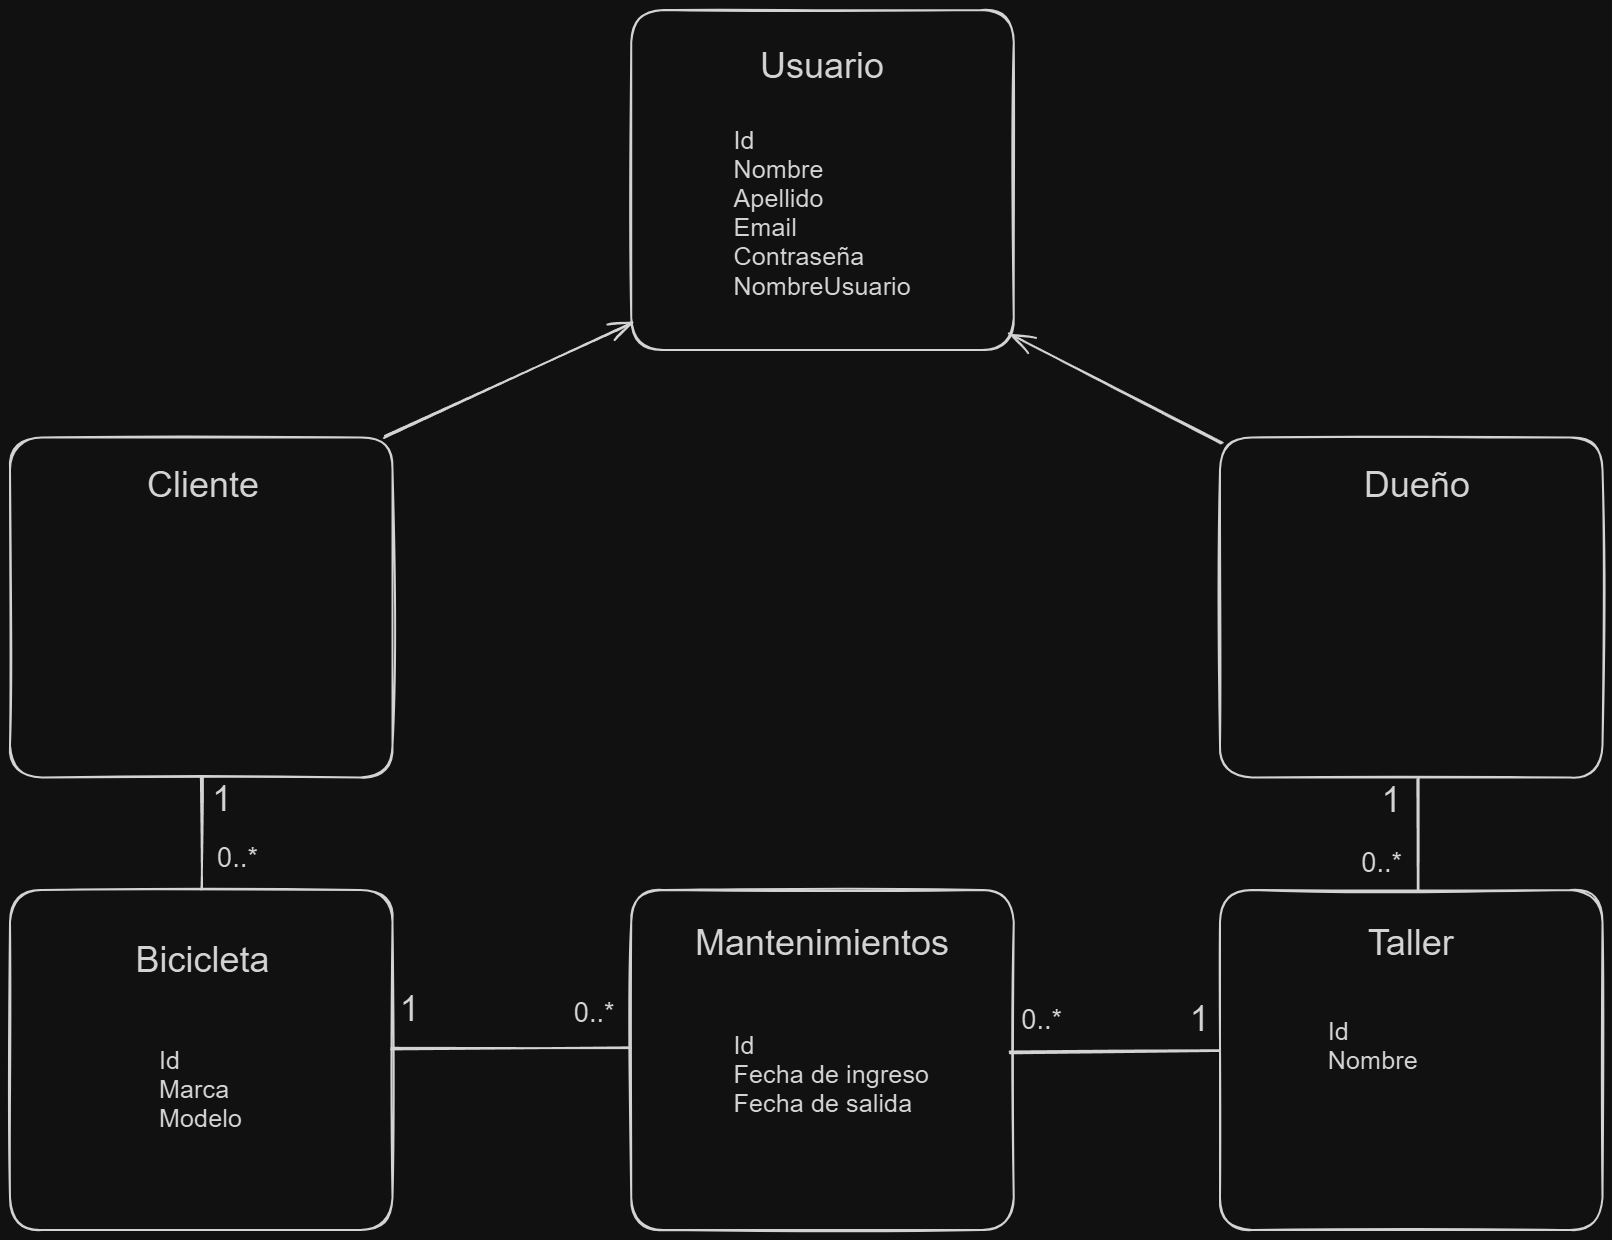 Usuario
Id
Nombre
Apellido
Email
Contraseña
NombreUsuario
Cliente
Dueño
1
0..*
1
0..*
Bicicleta
Id
Marca
Modelo
1
0..*
Mantenimientos
Id
Fecha de ingreso
Fecha de salida
0..*
1
Taller
Id
Nombre